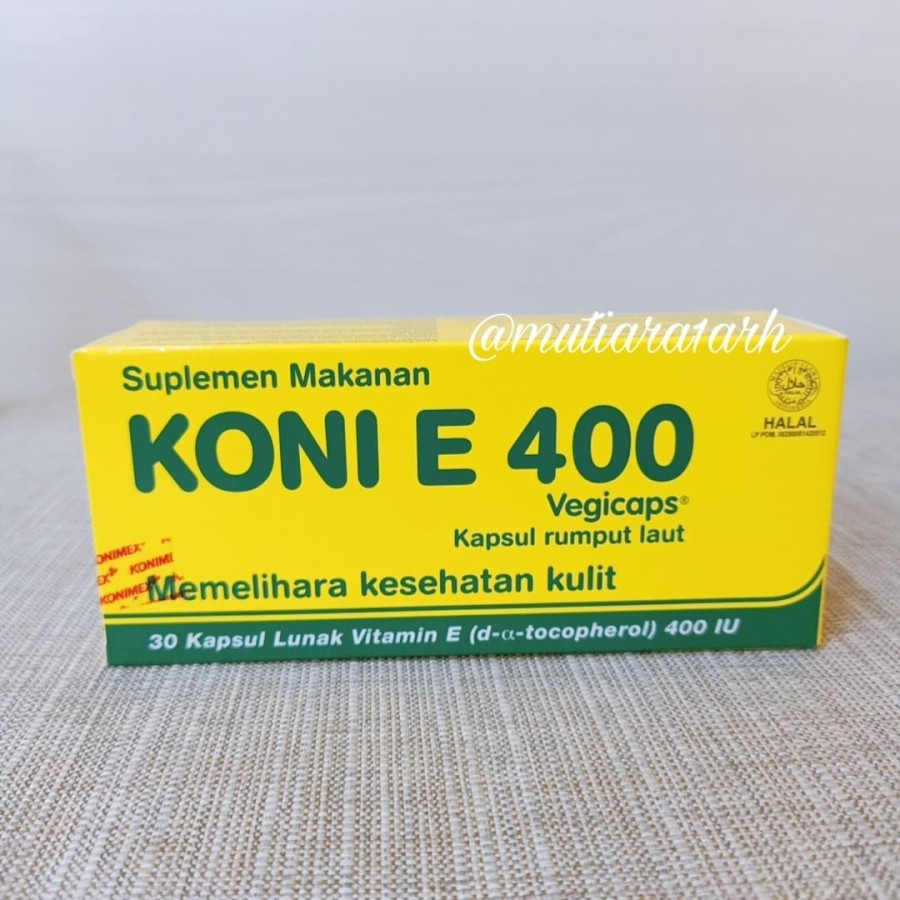 @mutiara1arh
Suplemen Makanan
KONI E 400
Vegicaps®
Kapsul rumput laut
HALAL
Memelihara kesehatan kulit
KONIMEX
30 Kapsul Lunak Vitamin E (d-α-tocopherol) 400 IU